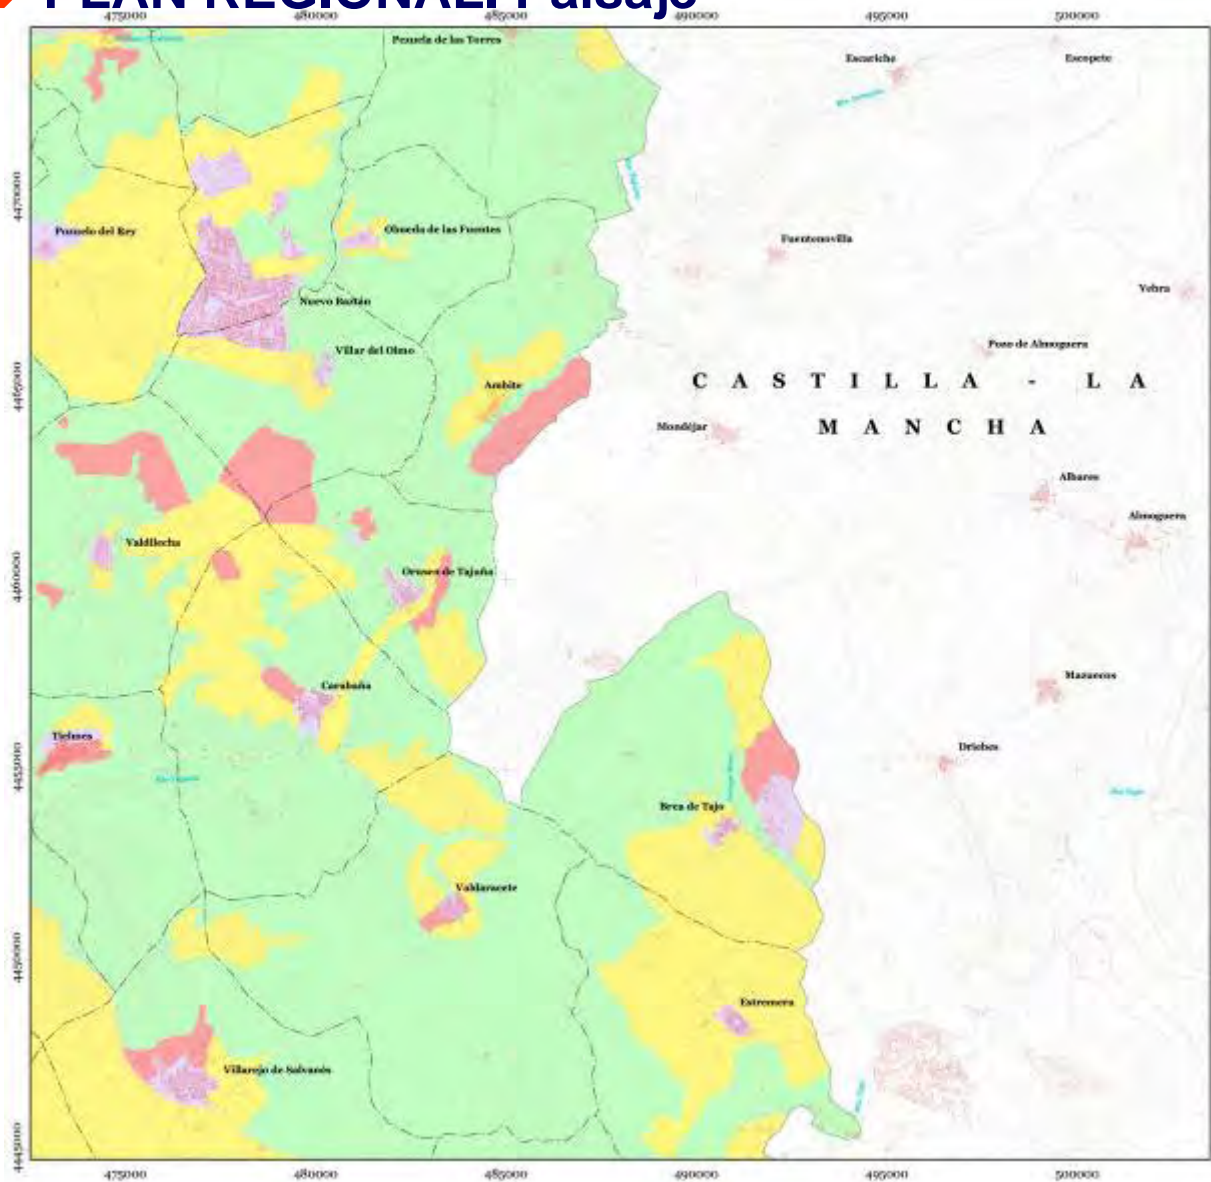 PLAN REGIONAL. Paisaje
475000 480000 485000 490000 495000 500000
Pezuela de las Torres
Escariche
Escopete
4470000
Pozuelo del Rey
Olmeda de las Fuentes
Fuentenovilla
Nuevo Baztán
Yebra
Villar del Olmo
Pozo de Almoguera
4465000
Ambite
CASTILLA - LA
MANCHA
Mondéjar
Albares
Almoguera
Valdilecha
4460000
Orusco de Tajuña
Carabaña
Mazuecos
Tielmes
4455000
Driebes
Brea de Tajo
Valdaracete
4450000
Estremera
Villarejo de Salvanés
4445000
475000 480000 485000 490000 495000 500000